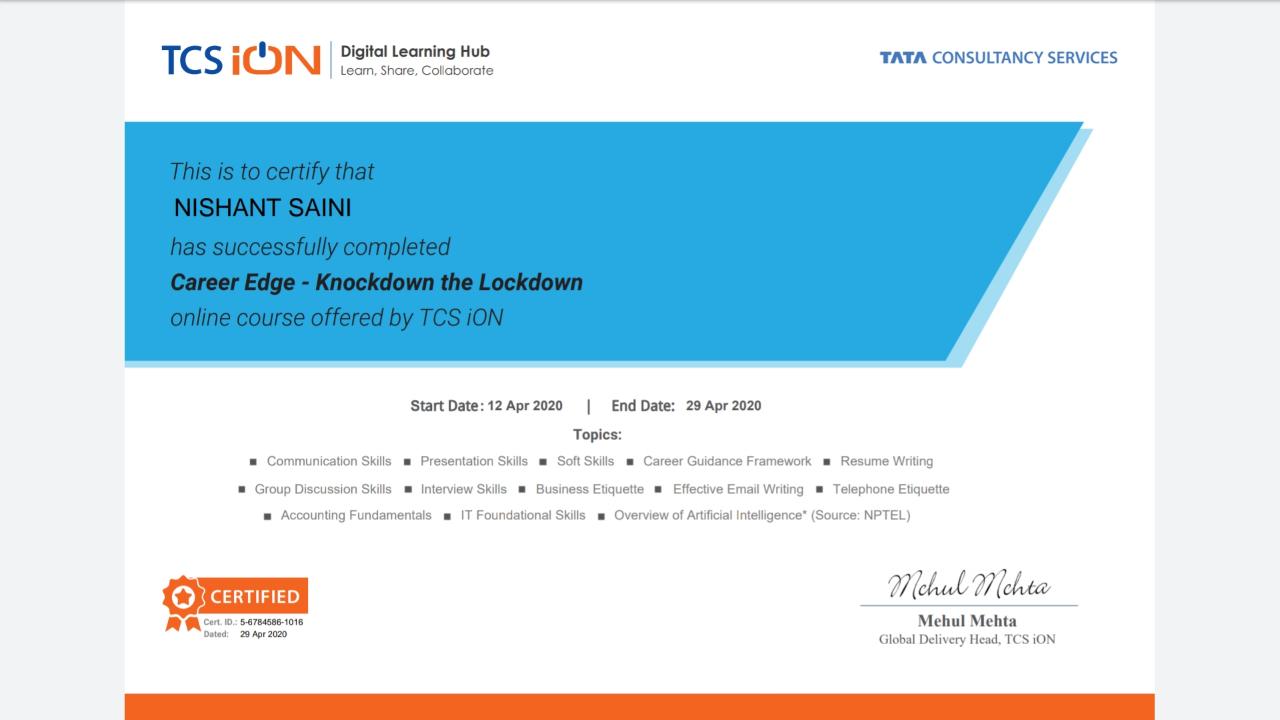 TCS iON Digital Learning Hub
Learn, Share, Collaborate
TATA CONSULTANCY SERVICES
This is to certify that
NISHANT SAINI
has successfully completed
Career Edge - Knockdown the Lockdown
online course offered by TCS iON
Start Date: 12 Apr 2020 | End Date: 29 Apr 2020
Topics:
■ Communication Skills ■ Presentation Skills ■ Soft Skills ■ Career Guidance Framework ■ Resume Writing
■ Group Discussion Skills ■ Interview Skills ■ Business Etiquette ■ Effective Email Writing ■ Telephone Etiquette
■ Accounting Fundamentals ■ IT Foundational Skills ■ Overview of Artificial Intelligence* (Source: NPTEL)
CERTIFIED
Cert. ID.: 5-6784586-1016
Dated: 29 Apr 2020
Mehul Mehta
Mehul Mehta
Global Delivery Head, TCS iON